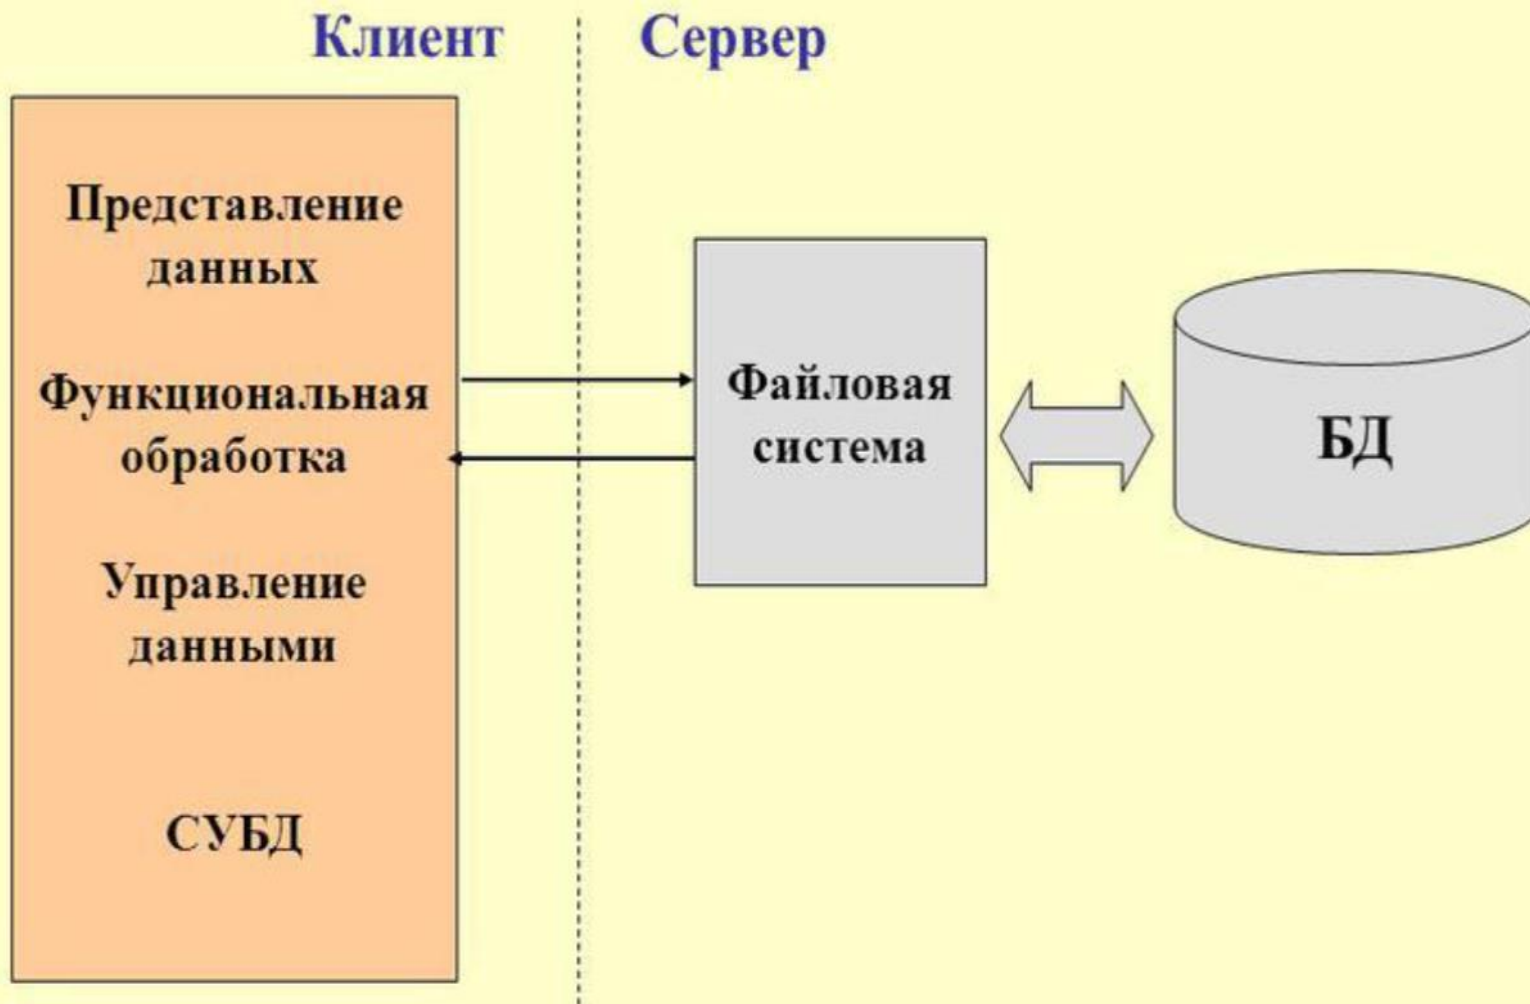 Клиент
Сервер
Представление
данных
Функциональная
обработка
Управление
данными
СУБД
Файловая
система
БД